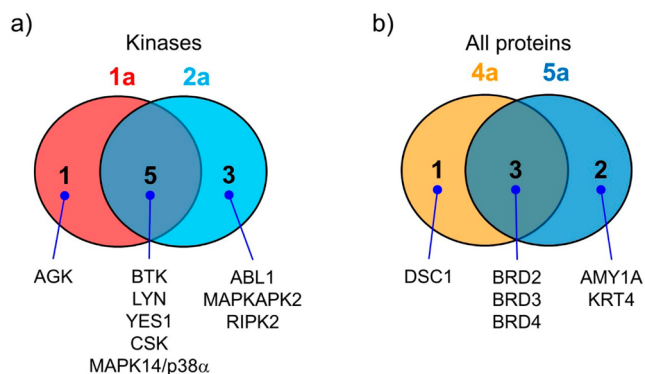 a)
Kinases
1a 2a
1 5 3
AGK
BTK
LYN
YES1
CSK
MAPK14/p38α
ABL1
MAPKAPK2
RIPK2
b)
All proteins
4a 5a
1 3 2
DSC1
BRD2
BRD3
BRD4
AMY1A
KRT4